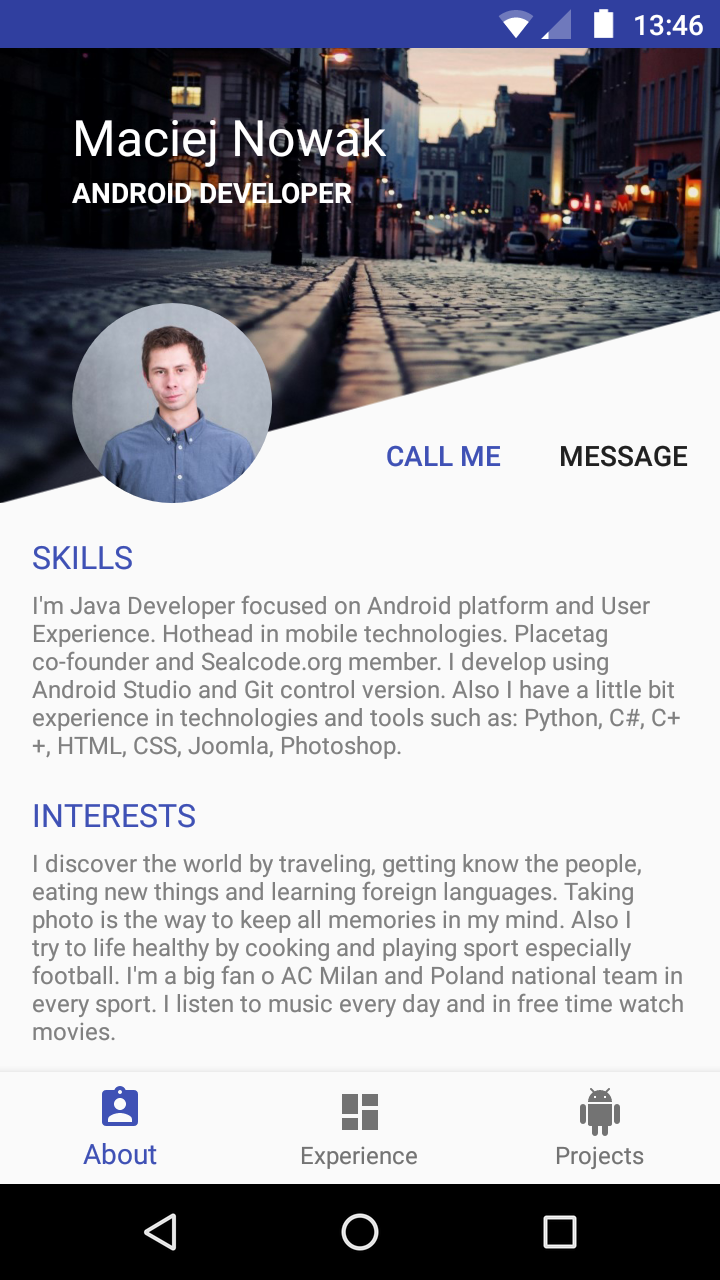 13:46
Maciej Nowak
ANDROID DEVELOPER
CALL ME MESSAGE
SKILLS
I'm Java Developer focused on Android platform and User
Experience. Hothead in mobile technologies. Placetag
co-founder and Sealcode.org member. I develop using
Android Studio and Git control version. Also I have a little bit
experience in technologies and tools such as: Python, C#, C+
+, HTML, CSS, Joomla, Photoshop.
INTERESTS
I discover the world by traveling, getting know the people,
eating new things and learning foreign languages. Taking
photo is the way to keep all memories in my mind. Also I
try to life healthy by cooking and playing sport especially
football. I'm a big fan o AC Milan and Poland national team in
every sport. I listen to music every day and in free time watch
movies.
About Experience Projects